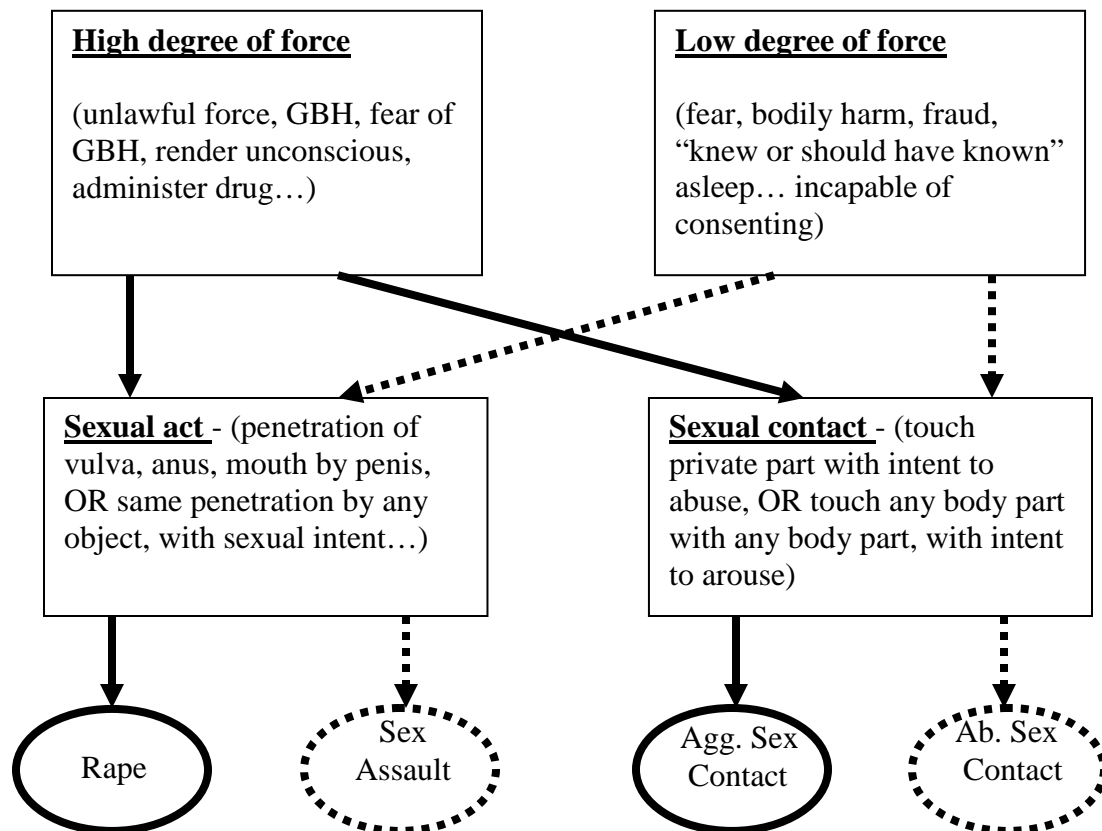 High degree of force
(unlawful force, GBH, fear of
GBH, render unconscious,
administer drug…)
Low degree of force
(fear, bodily harm, fraud,
“knew or should have known”
asleep… incapable of
consenting)
Sexual act - (penetration of
vulva, anus, mouth by penis,
OR same penetration by any
object, with sexual intent…)
Sexual contact - (touch
private part with intent to
abuse, OR touch any body part
with any body part, with intent
to arouse)
Rape
Sex
Assault
Agg. Sex
Contact
Ab. Sex
Contact